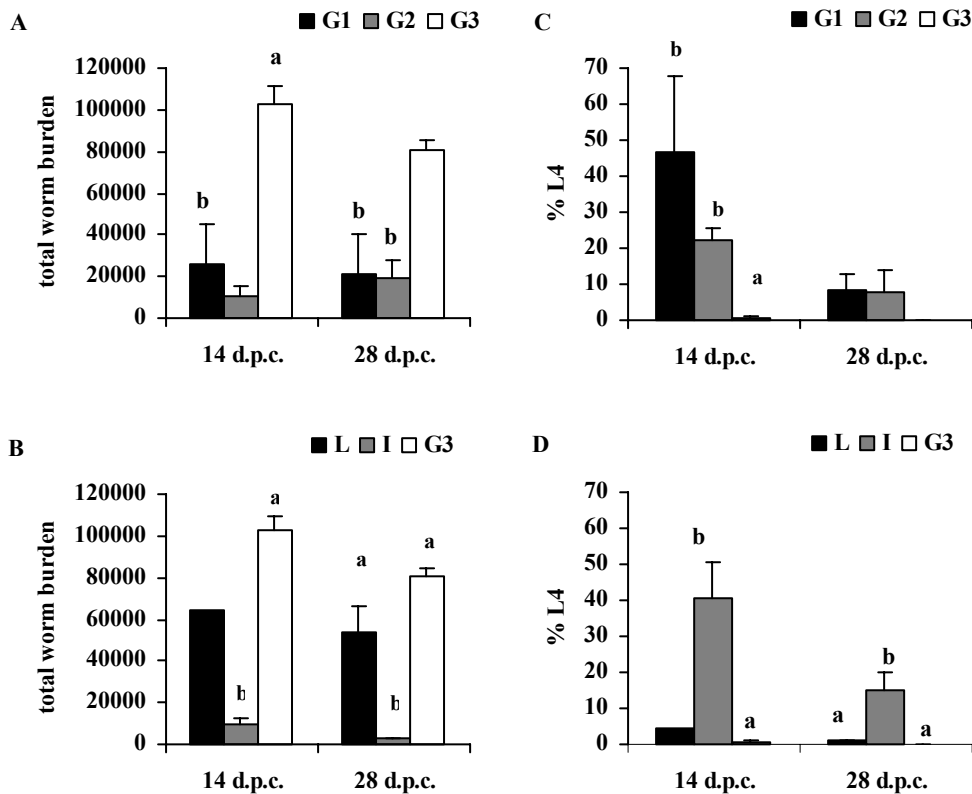 A
G1 G2 G3
total worm burden
120000
100000
80000
60000
40000
20000
0
b
a
b
b
14 d.p.c.
28 d.p.c.
C
G1 G2 G3
% L4
70
60
50
40
30
20
10
0
b
b
a
14 d.p.c.
28 d.p.c.
B
L I G3
total worm burden
120000
100000
80000
60000
40000
20000
0
b
a
a
b
a
14 d.p.c.
28 d.p.c.
D
L I G3
% L4
70
60
50
40
30
20
10
0
b
a
a
b
a
14 d.p.c.
28 d.p.c.